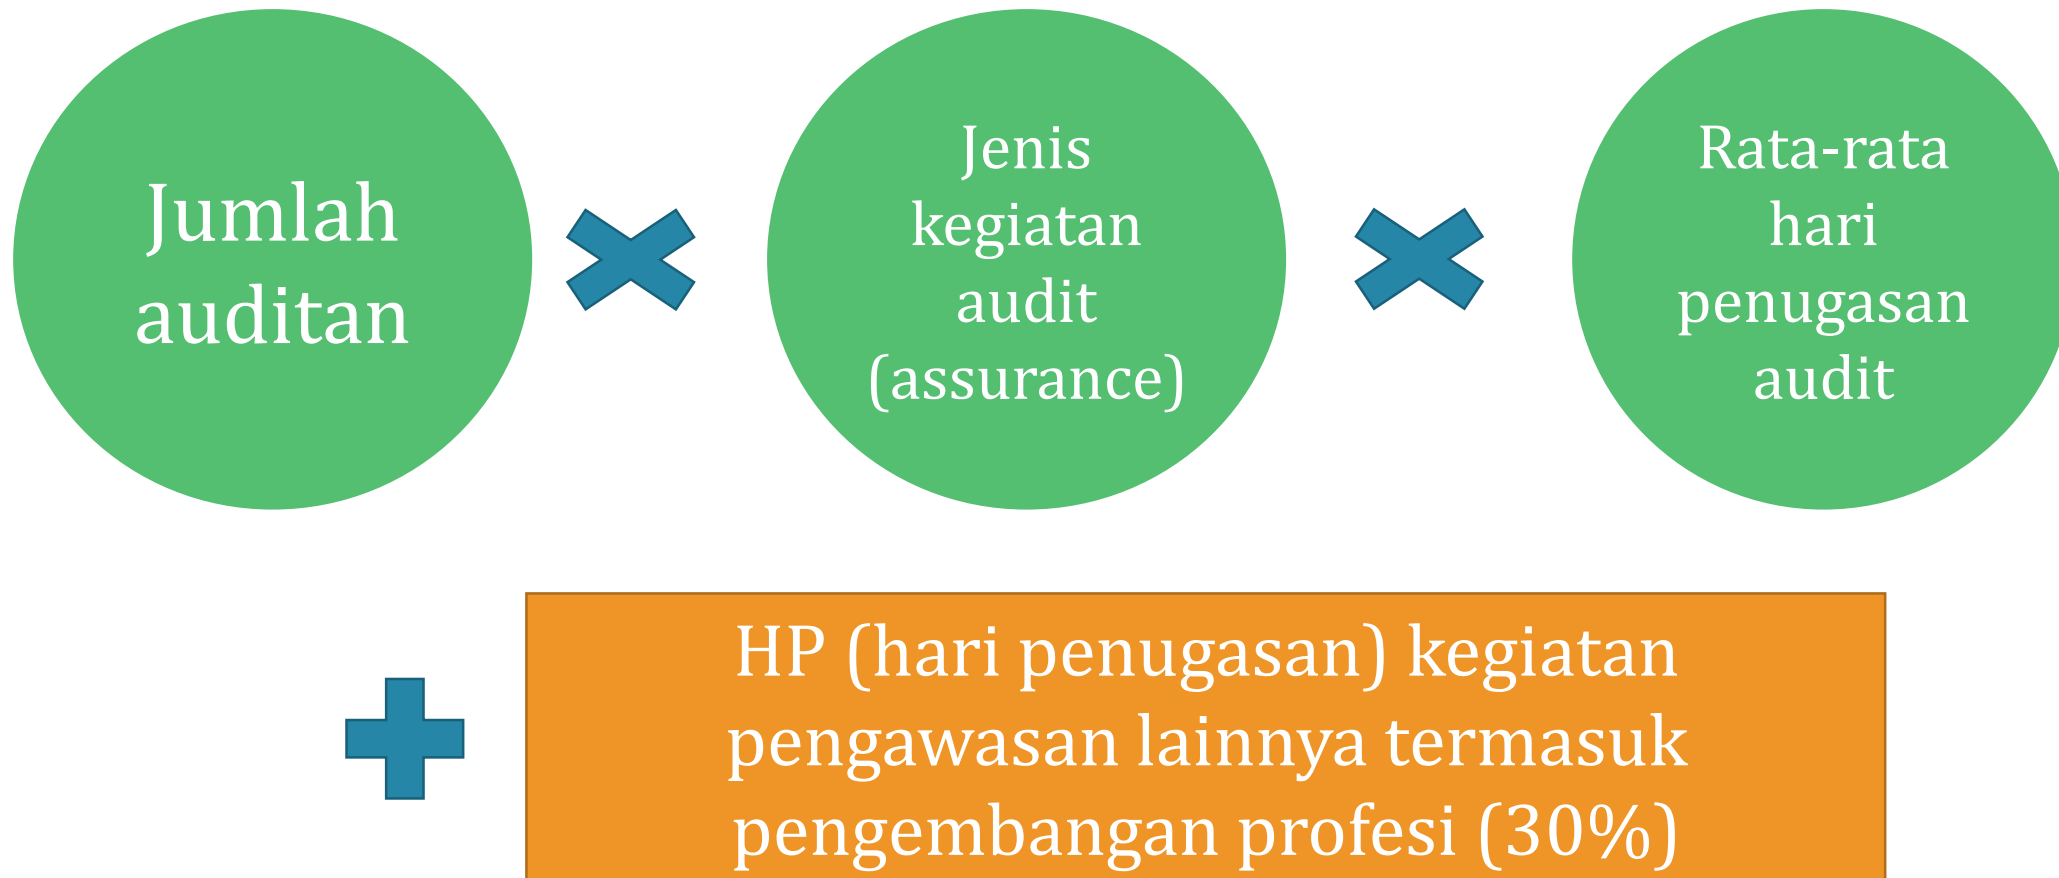 Jumlah
auditan
Jenis
kegiatan
audit
(assurance)
Rata-rata
hari
penugasan
audit
HP (hari penugasan) kegiatan
pengawasan lainnya termasuk
pengembangan profesi (30%)